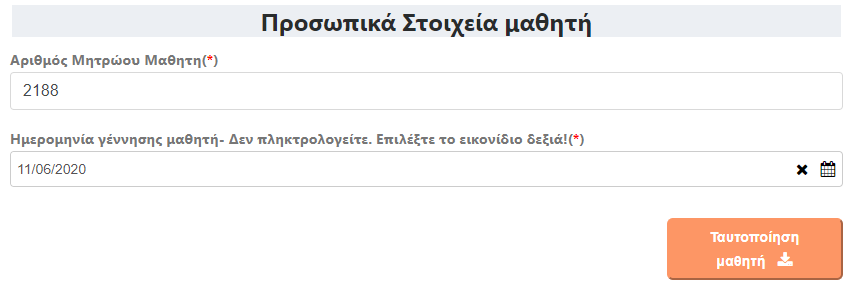 Προσωπικά Στοιχεία μαθητή
Αριθμός Μητρώου Μαθητη(*)
2188
Ημερομηνία γέννησης μαθητή- Δεν πληκτρολογείτε. Επιλέξτε το εικονίδιο δεξιά!(*)
11/06/2020
Ταυτοποίηση
μαθητή